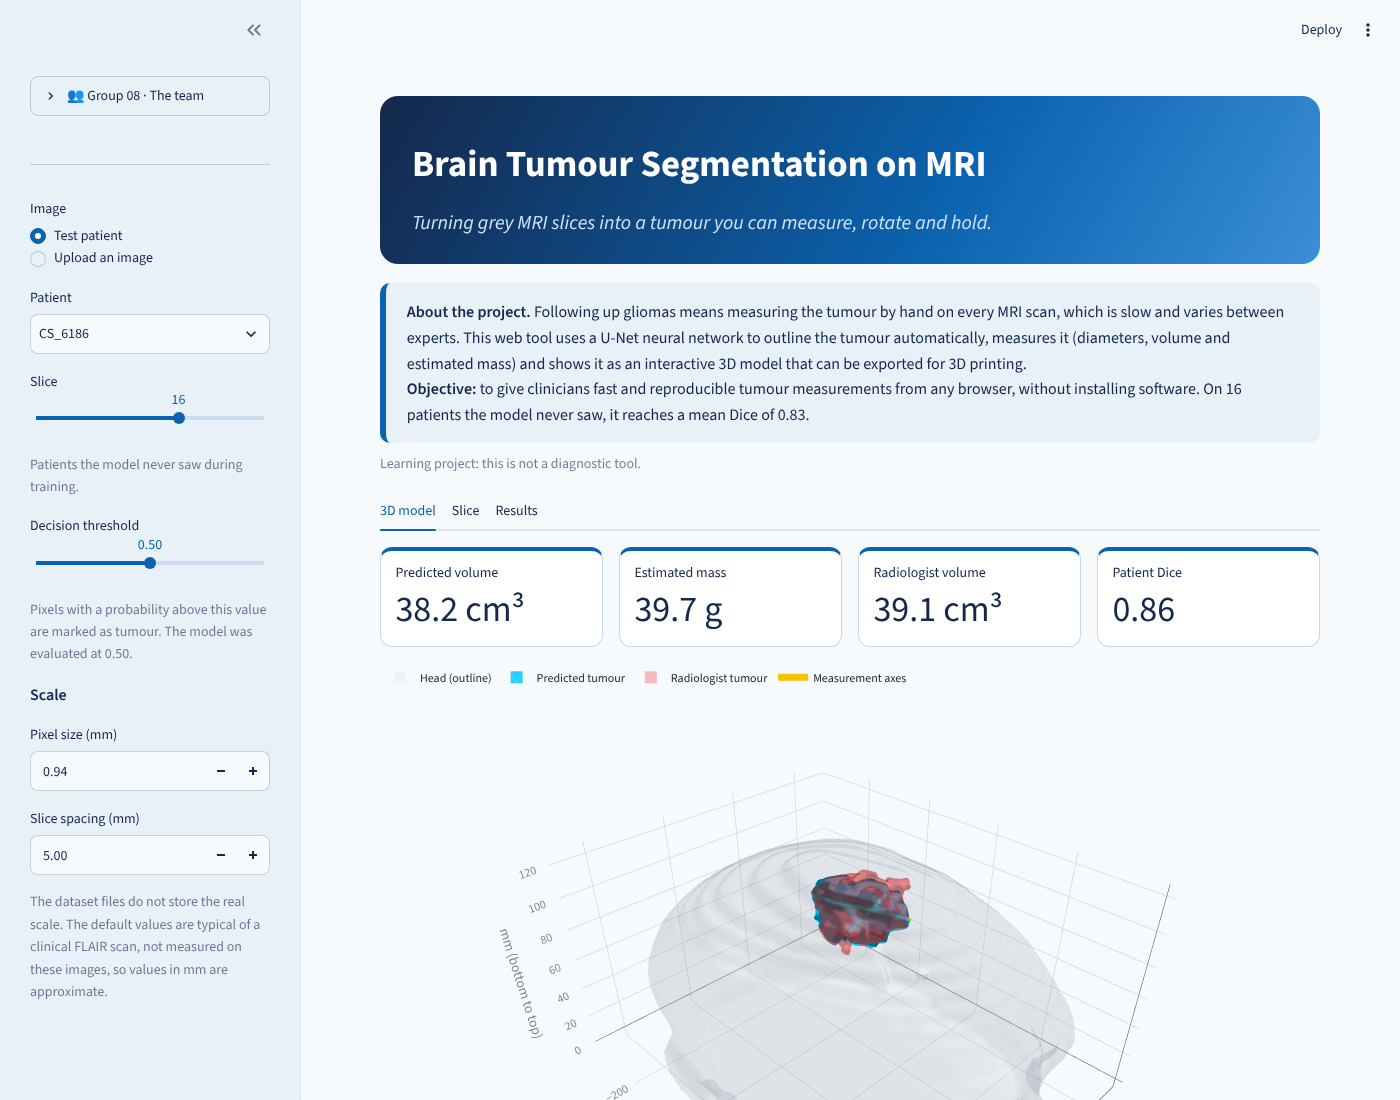 Deploy
👥 Group 08 · The team
Image
Test patient
Upload an image
Patient
CS_6186
Slice
16
Patients the model never saw during
training.
Decision threshold
0.50
Pixels with a probability above this value
are marked as tumour. The model was
evaluated at 0.50.
Scale
Pixel size (mm)
0.94
Slice spacing (mm)
5.00
The dataset files do not store the real
scale. The default values are typical of a
clinical FLAIR scan, not measured on
these images, so values in mm are
approximate.
Brain Tumour Segmentation on MRI
Turning grey MRI slices into a tumour you can measure, rotate and hold.
About the project. Following up gliomas means measuring the tumour by hand on every MRI scan, which is slow and varies between
experts. This web tool uses a U-Net neural network to outline the tumour automatically, measures it (diameters, volume and
estimated mass) and shows it as an interactive 3D model that can be exported for 3D printing.
Objective: to give clinicians fast and reproducible tumour measurements from any browser, without installing software. On 16
patients the model never saw, it reaches a mean Dice of 0.83.
Learning project: this is not a diagnostic tool.
3D model Slice Results
Predicted volume
38.2 cm³
Estimated mass
39.7 g
Radiologist volume
39.1 cm³
Patient Dice
0.86
Head (outline) Predicted tumour Radiologist tumour Measurement axes
120
100
80
60
40
20
0
mm (bottom to top)
−200